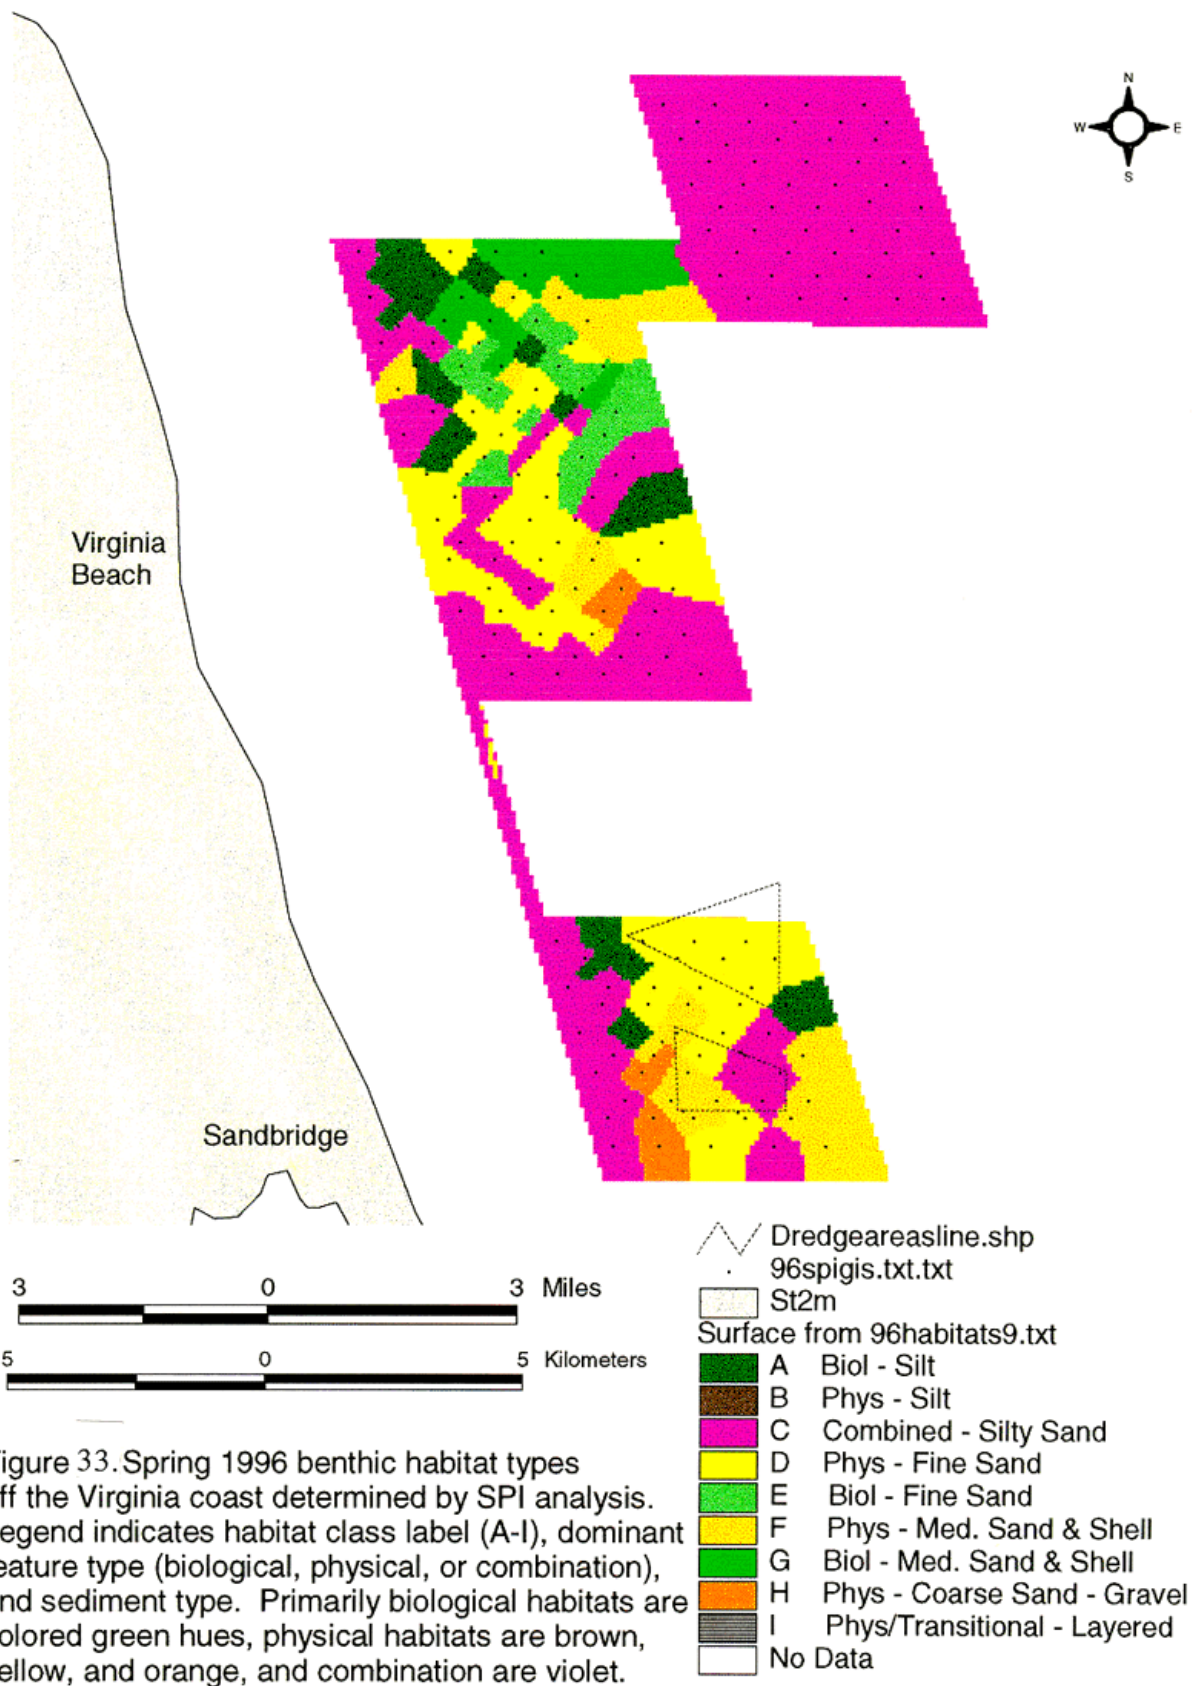 N
W E
S
Virginia
Beach
Sandbridge
3 0 3 Miles
5 0 5 Kilometers
Dredgeareasline.shp
96spigis.txt.txt
St2m
Surface from 96habitats9.txt
A Biol - Silt
B Phys - Silt
C Combined - Silty Sand
D Phys - Fine Sand
E Biol - Fine Sand
F Phys - Med. Sand & Shell
G Biol - Med. Sand & Shell
H Phys - Coarse Sand - Gravel
I Phys/Transitional - Layered
No Data
igure 33. Spring 1996 benthic habitat types
ff the Virginia coast determined by SPI analysis.
egend indicates habitat class label (A-I), dominant
eature type (biological, physical, or combination),
nd sediment type. Primarily biological habitats are
olored green hues, physical habitats are brown,
ellow, and orange, and combination are violet.